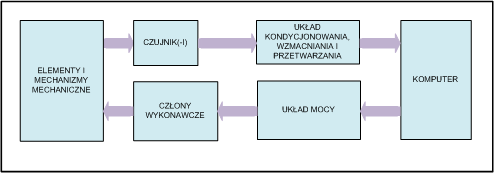 ELEMENTY I
MECHANIZMY
MECHANICZNE
CZUJNIK(-I)
UKŁAD
KONDYCJONOWANIA,
WZMACNIANIA I
PRZETWARZANIA
KOMPUTER
CZŁONY
WYKONAWCZE
UKŁAD MOCY